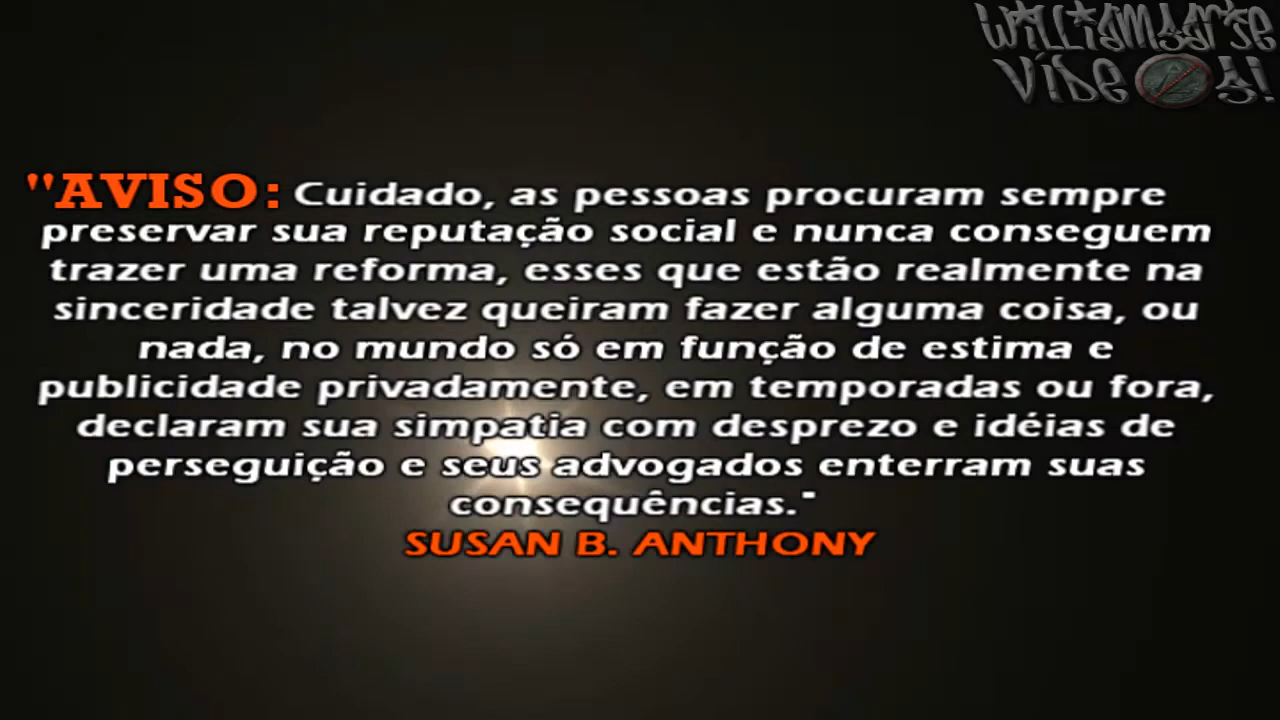 WILLIAMSARJE
VÍDEOS!
"AVISO: Cuidado, as pessoas procuram sempre
preservar sua reputação social e nunca conseguem
trazer uma reforma, esses que estão realmente na
sinceridade talvez queiram fazer alguma coisa, ou
nada, no mundo só em função de estima e
publicidade privadamente, em temporadas ou fora,
declaram sua simpatia com desprezo e idéias de
perseguição e seus advogados enterram suas
consequências."
SUSAN B. ANTHONY